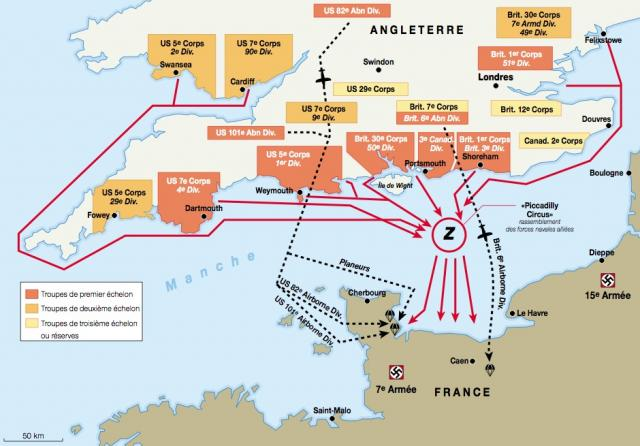 US 82e Abn Div.
ANGLETERRE
Brit. 30e Corps
7e Armd Div.
49e Div.
Felixstowe
US 5e Corps
2e Div.
Swansea
US 7e Corps
90e Div.
Cardiff
Swindon
Brit. 1er Corps
51e Div.
Londres
US 29e Corps
US 7e Corps
9e Div.
Brit. 7e Corps
Brit. 6e Abn Div.
Brit. 12e Corps
Douvres
US 101e Abn Div.
US 5e Corps
1er Div.
Brit. 30e Corps
50e Div.
3e Canad.
Div.
Brit. 1er Corps
Brit. 3e Div.
Canad. 2e Corps
Portsmouth
Shoreham
Boulogne
US 5e Corps
29e Div.
Fowey
US 7e Corps
4e Div.
Dartmouth
Weymouth
Île de Wight
«Piccadilly
Circus»
rassemblement
des forces navales alliées
Z
Manche
Planeurs
Brit. 6e Airborne Div.
Dieppe
15e Armée
US 82e Airborne Div.
US 101e Airborne Div.
Cherbourg
Le Havre
Troupes de premier échelon
Troupes de deuxième échelon
Troupes de troisième échelon
ou réserves
Caen
7e Armée
FRANCE
Saint-Malo
50 km